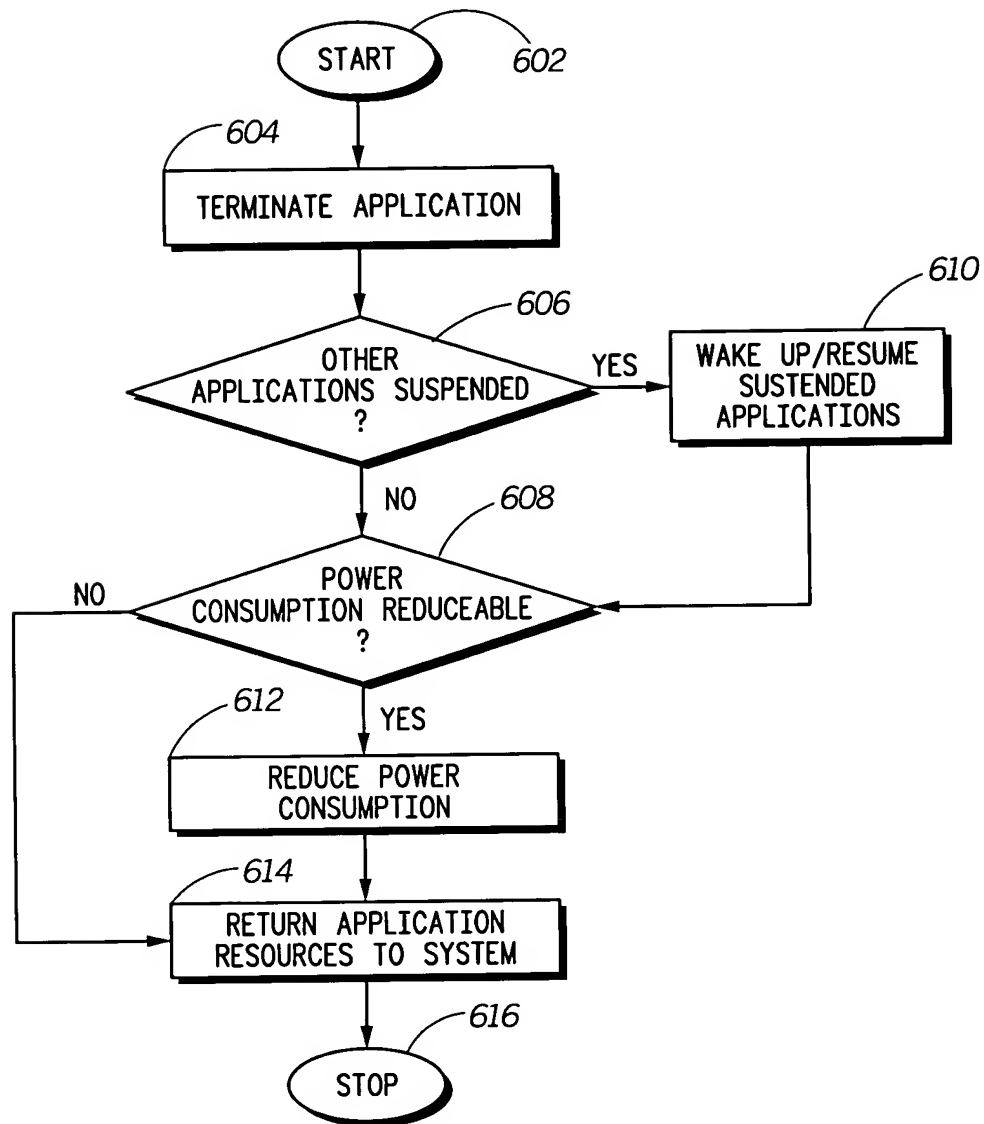 START
602
604
TERMINATE APPLICATION
606
OTHER
APPLICATIONS SUSPENDED
?
YES
610
WAKE UP/RESUME
SUSTENDED
APPLICATIONS
NO
608
POWER
CONSUMPTION REDUCEABLE
?
NO
YES
612
REDUCE POWER
CONSUMPTION
614
RETURN APPLICATION
RESOURCES TO SYSTEM
616
STOP